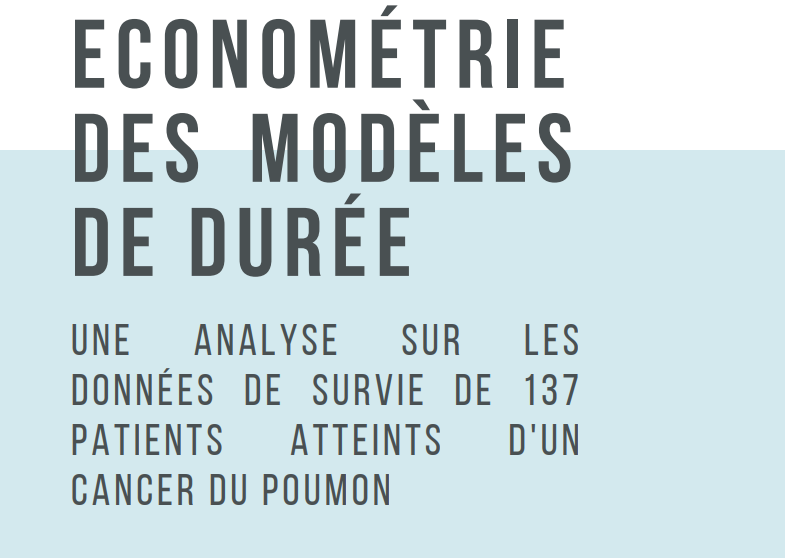 ECONOMÉTRIE
DES MODÈLES
DE DURÉE
UNE ANALYSE SUR LES
DONNÉES DE SURVIE DE 137
PATIENTS ATTEINTS D'UN
CANCER DU POUMON